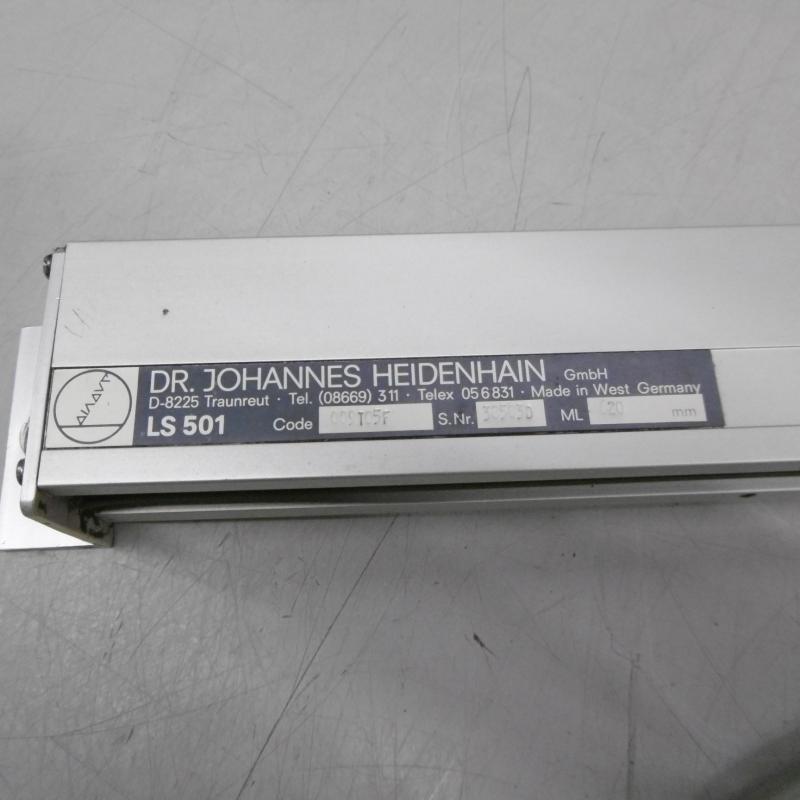 DR. JOHANNES HEIDENHAIN GmbH
D-8225 Traunreut · Tel. (08669) 311 · Telex 056831 · Made in West Germany
LS 501 Code S.Nr. ML mm